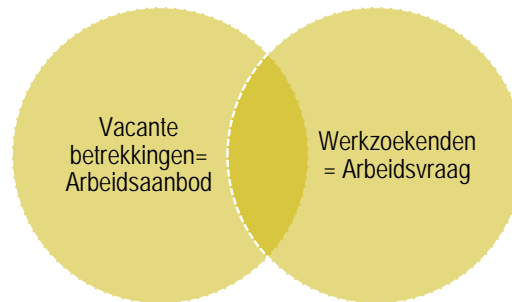 Vacante
betrekkingen=
Arbeidsaanbod
Werkzoekenden
= Arbeidsvraag